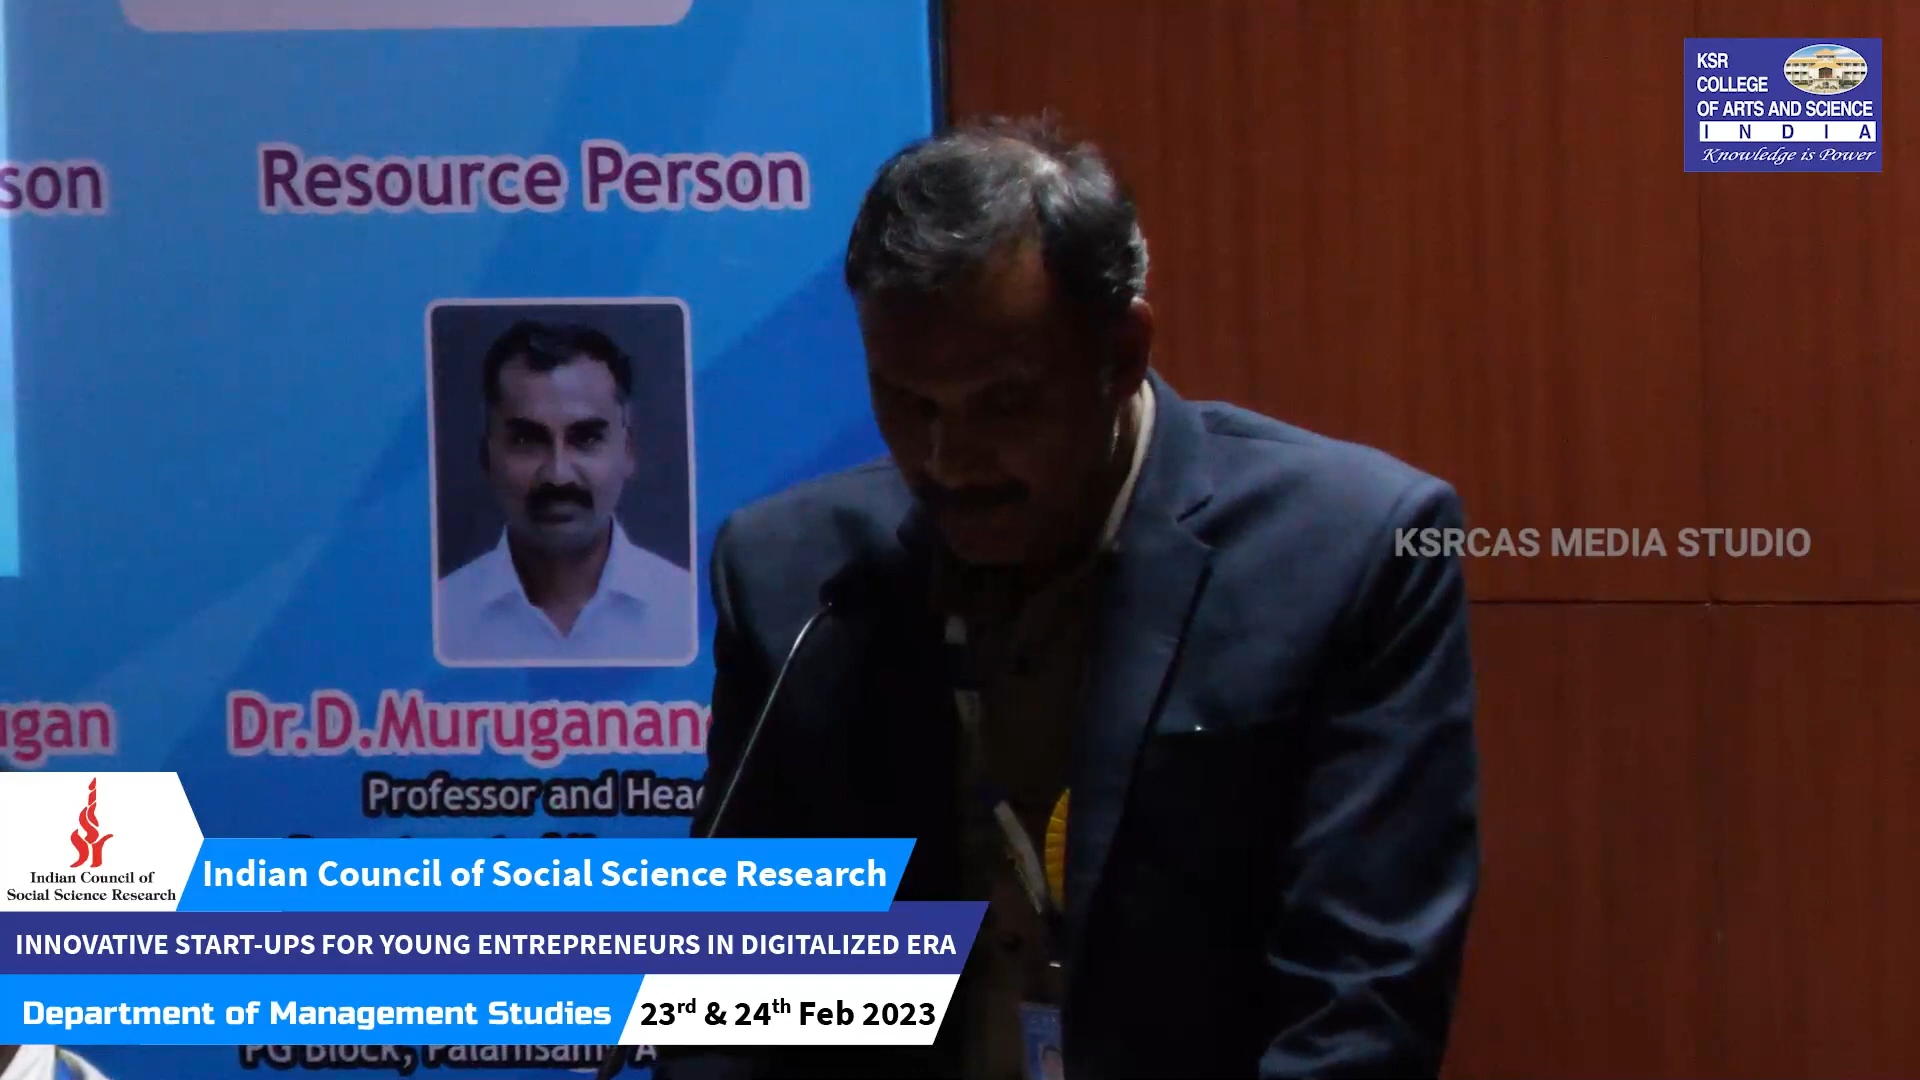 KSR
COLLEGE
OF ARTS AND SCIENCE
INDIA
Knowledge is Power
son
Resource Person
KSRCAS MEDIA STUDIO
igan
Dr.D.Muruganan
Professor and Hea
Indian Council of
Social Science Research
Indian Council of Social Science Research
INNOVATIVE START-UPS FOR YOUNG ENTREPRENEURS IN DIGITALIZED ERA
Department of Management Studies
23rd & 24th Feb 2023
PG Block,